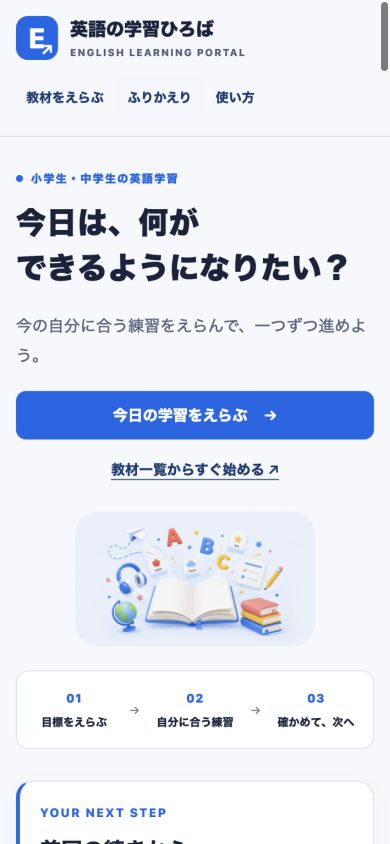 英語の学習ひろば
ENGLISH LEARNING PORTAL
教材をえらぶ ふりかえり 使い方
小学生・中学生の英語学習
今日は、何が
できるようになりたい？
今の自分に合う練習をえらんで、一つずつ進めよ
う。
今日の学習をえらぶ →
教材一覧からすぐ始める ↗
A B C
01 → 02 → 03
目標をえらぶ 自分に合う練習 確かめて、次へ
YOUR NEXT STEP